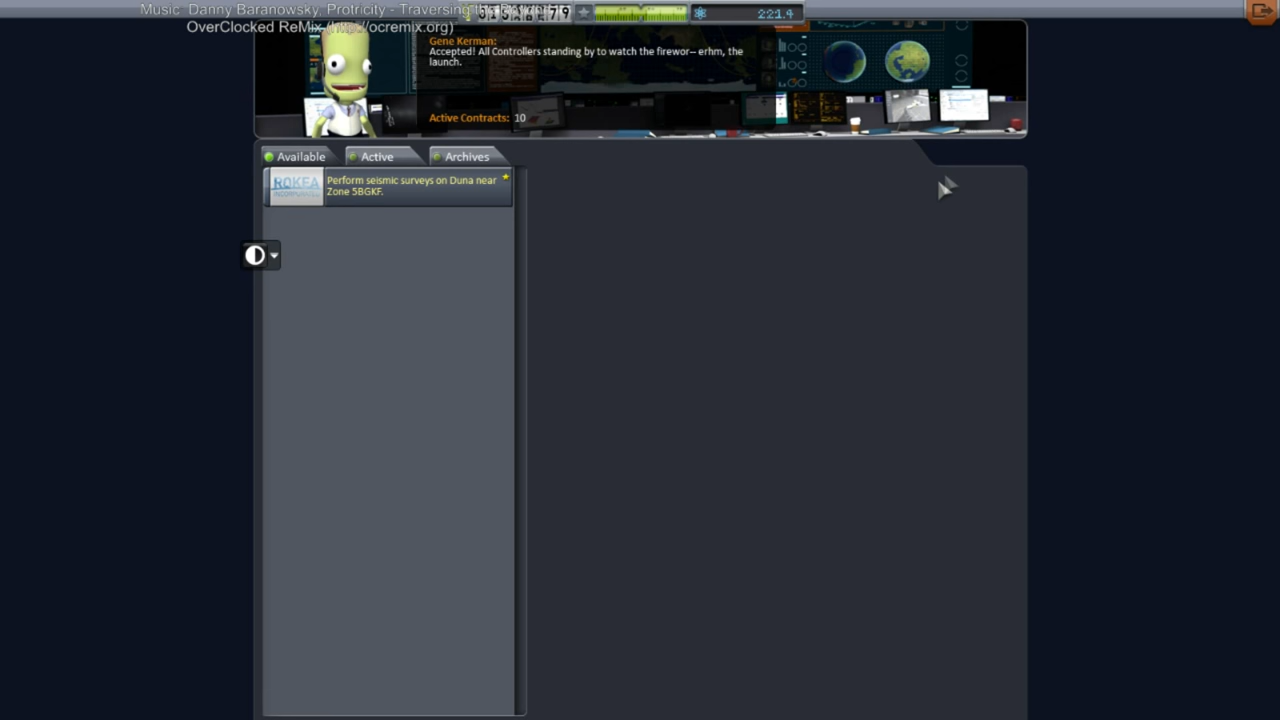 Music Danny Baranowsky, Protricity - Traversing
OverClocked ReMix (http://ocremix.org)
221.4
Gene Kerman:
Accepted! All Controllers standing by to watch the firewor-- erhm, the
launch.
Active Contracts: 10
Available
Active
Archives
ROKEA
INCORPORATED
Perform seismic surveys on Duna near
Zone 5BGKF.